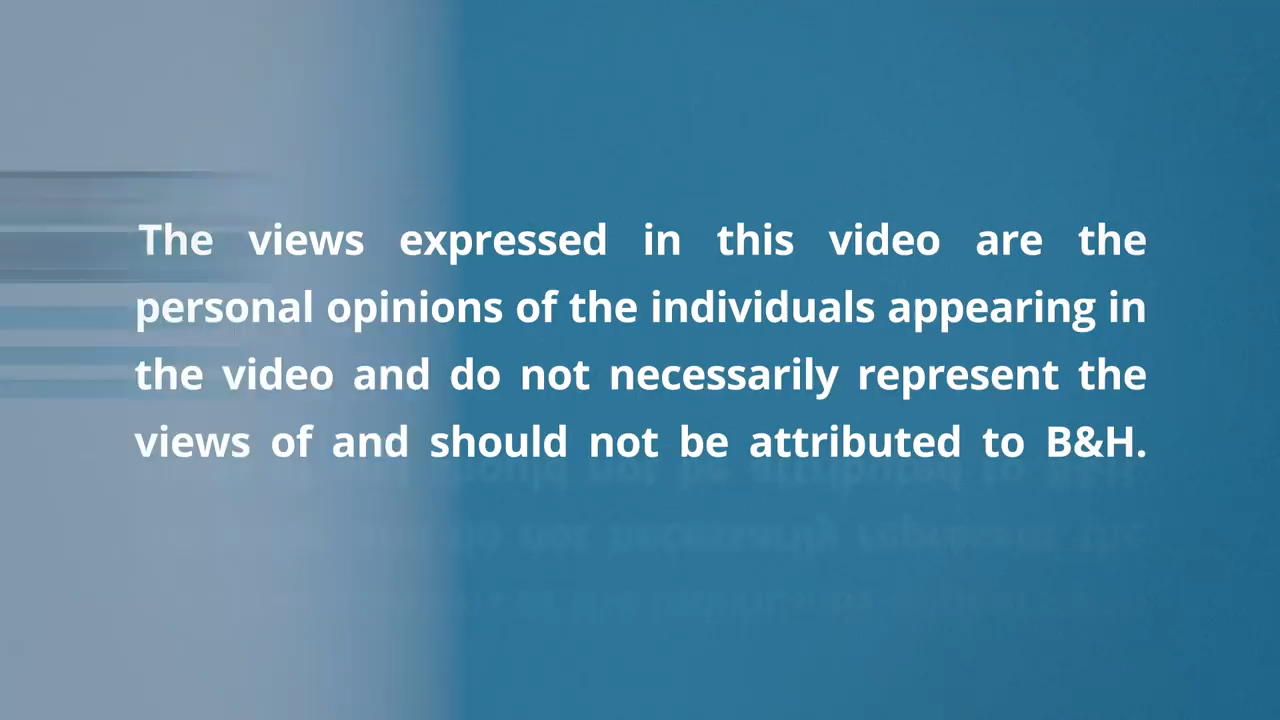 The views expressed in this video are the
personal opinions of the individuals appearing in
the video and do not necessarily represent the
views of and should not be attributed to B&H.